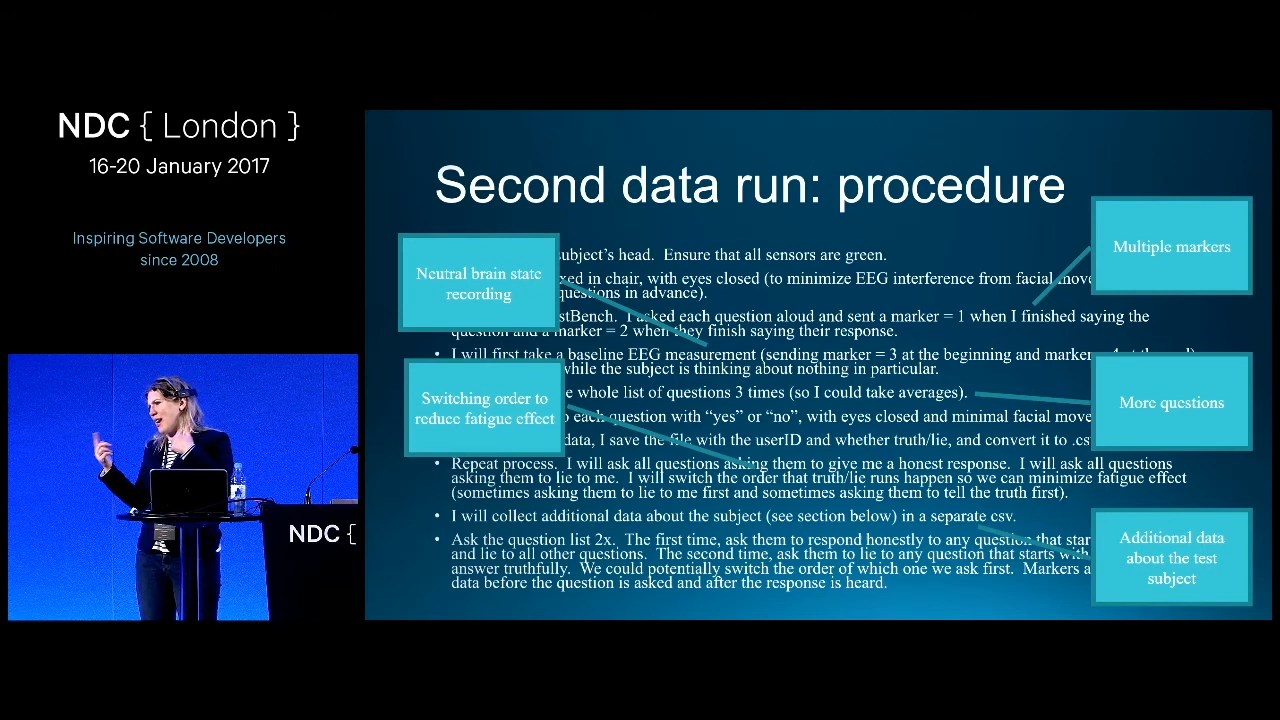 NDC { London }
16-20 January 2017
Inspiring Software Developers
since 2008
NDC {
Second data run: procedure
Neutral brain state
recording
Switching order to
reduce fatigue effect
Multiple markers
More questions
Additional data
about the test
subject
subject's head. Ensure that all sensors are green.
in chair, with eyes closed (to minimize EEG interference from facial
questions in advance).
I asked each question aloud and sent a marker = 1 when I finished saying the
question and a marker = 2 when they finish saying their response.
• I will first take a baseline EEG measurement (sending marker = 3 at the beginning and marker
while the subject is thinking about nothing in particular.
whole list of questions 3 times (so I could take averages).
each question with “yes” or “no”, with eyes closed and minimal facial
data, I save the file with the userID and whether truth/lie, and convert it to
• Repeat process. I will ask all questions asking them to give me a honest response. I will ask all questions
asking them to lie to me. I will switch the order that truth/lie runs happen so we can minimize fatigue effect
(sometimes asking them to lie to me first and sometimes asking them to tell the truth first).
• I will collect additional data about the subject (see section below) in a separate csv.
• Ask the question list 2x. The first time, ask them to respond honestly to any question that
and lie to all other questions. The second time, ask them to lie to any question that starts with
answer truthfully. We could potentially switch the order of which one we ask first. Markers
data before the question is asked and after the response is heard.